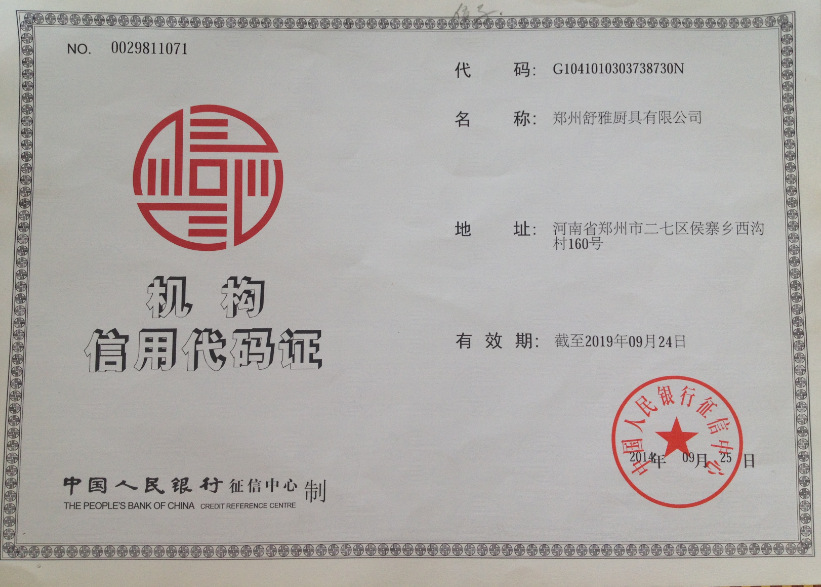 NO. 0029811071
机构
信用代码证
中国人民银行征信中心制
THE PEOPLE'S BANK OF CHINA CREDIT REFERENCE CENTRE
代码: G1041010303738730N
名称: 郑州舒雅厨具有限公司
地址: 河南省郑州市二七区侯寨乡西沟
村160号
有效期: 截至2019年09月24日
中国人民银行征信中心
2014年 09月 25日